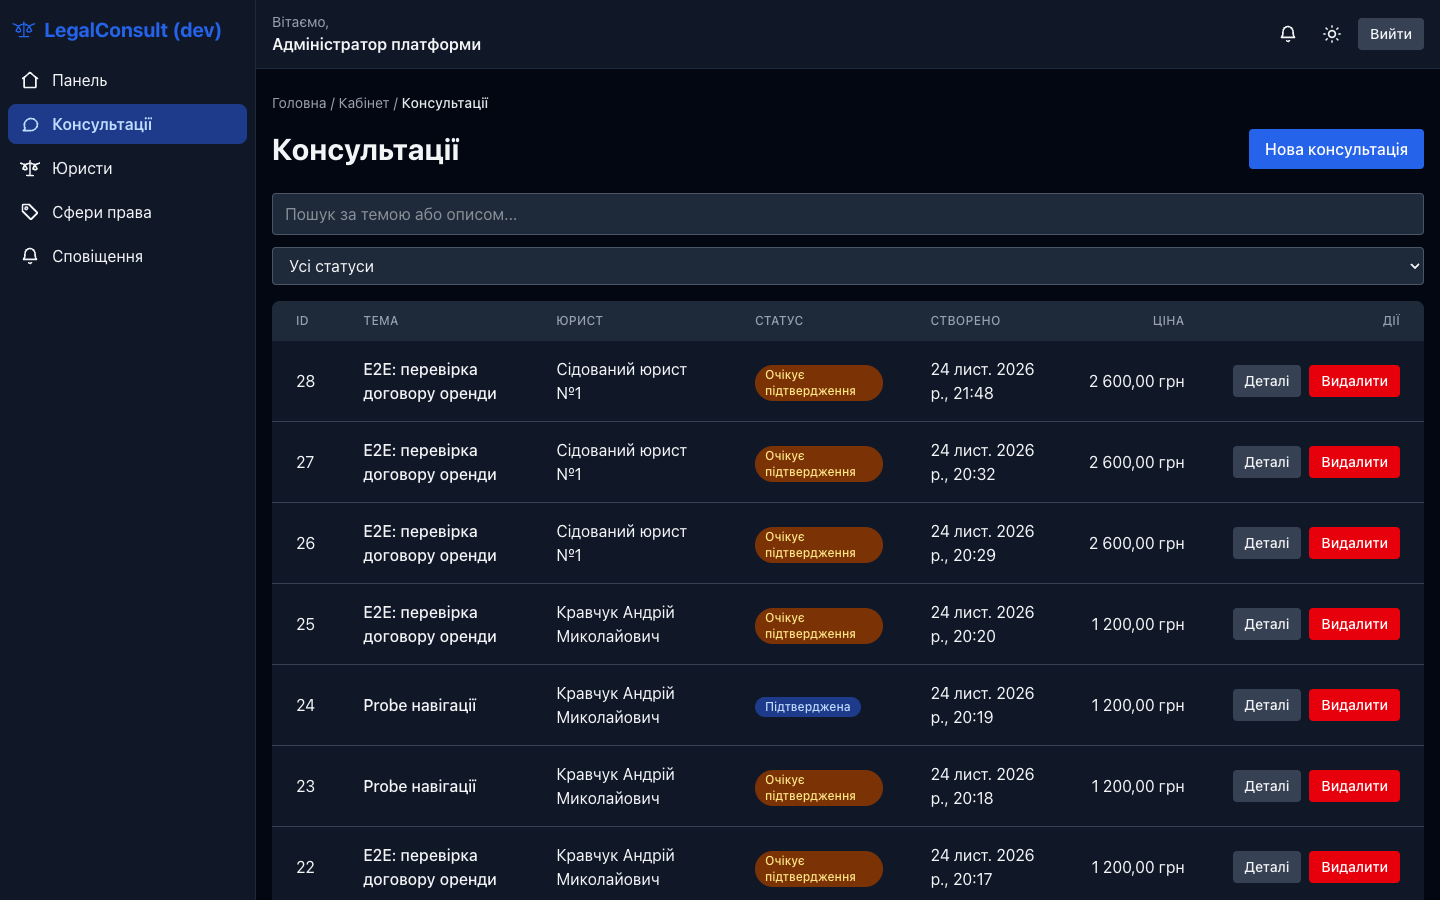 LegalConsult (dev)
Вітаємо,
Адміністратор платформи
Вийти
Панель
Консультації
Юристи
Сфери права
Сповіщення
Головна / Кабінет / Консультації
Консультації
Нова консультація
Пошук за темою або описом...
Усі статуси
ID ТЕМА ЮРИСТ СТАТУС СТВОРЕНО ЦІНА ДІЇ
28 E2E: перевірка договору оренди Сідований юрист №1 Очікує підтвердження 24 лист. 2026 р., 21:48 2 600,00 грн Деталі Видалити
27 E2E: перевірка договору оренди Сідований юрист №1 Очікує підтвердження 24 лист. 2026 р., 20:32 2 600,00 грн Деталі Видалити
26 E2E: перевірка договору оренди Сідований юрист №1 Очікує підтвердження 24 лист. 2026 р., 20:29 2 600,00 грн Деталі Видалити
25 E2E: перевірка договору оренди Кравчук Андрій Миколайович Очікує підтвердження 24 лист. 2026 р., 20:20 1 200,00 грн Деталі Видалити
24 Probe навігації Кравчук Андрій Миколайович Підтверджена 24 лист. 2026 р., 20:19 1 200,00 грн Деталі Видалити
23 Probe навігації Кравчук Андрій Миколайович Очікує підтвердження 24 лист. 2026 р., 20:18 1 200,00 грн Деталі Видалити
22 E2E: перевірка договору оренди Кравчук Андрій Миколайович Очікує підтвердження 24 лист. 2026 р., 20:17 1 200,00 грн Деталі Видалити